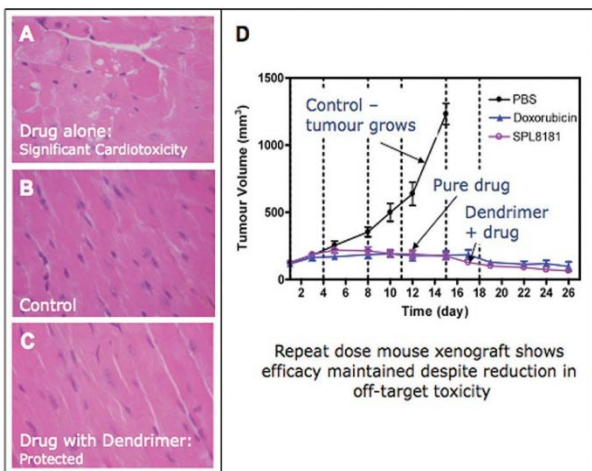 A
Drug alone:
Significant Cardiotoxicity
B
Control
C
Drug with Dendrimer:
Protected
D
1500
1000
500
0
Tumour Volume (mm³)
Control –
tumour grows
PBS
Doxorubicin
SPL8181
Pure drug
Dendrimer
+ drug
2 4 6 8 10 12 14 16 18 20 22 24 26
Time (day)
Repeat dose mouse xenograft shows
efficacy maintained despite reduction in
off-target toxicity